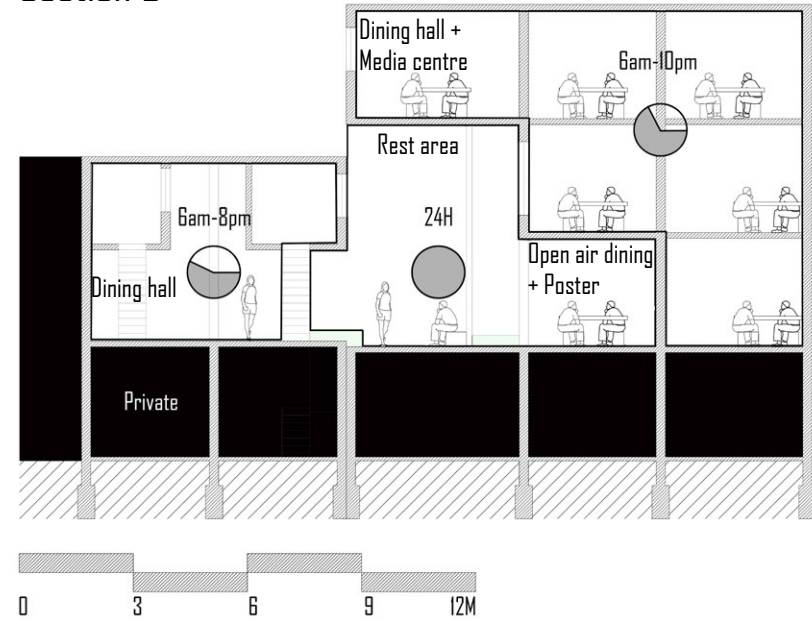 Dining hall +
Media centre
6am-10pm
Rest area
6am-8pm
24H
Dining hall
Open air dining
+ Poster
Private
0 3 6 9 12M